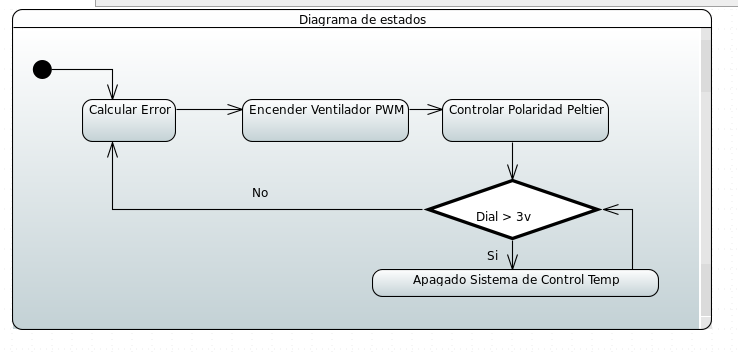 Diagrama de estados
Calcular Error
Encender Ventilador PWM
Controlar Polaridad Peltier
No
Dial > 3v
Si
Apagado Sistema de Control Temp